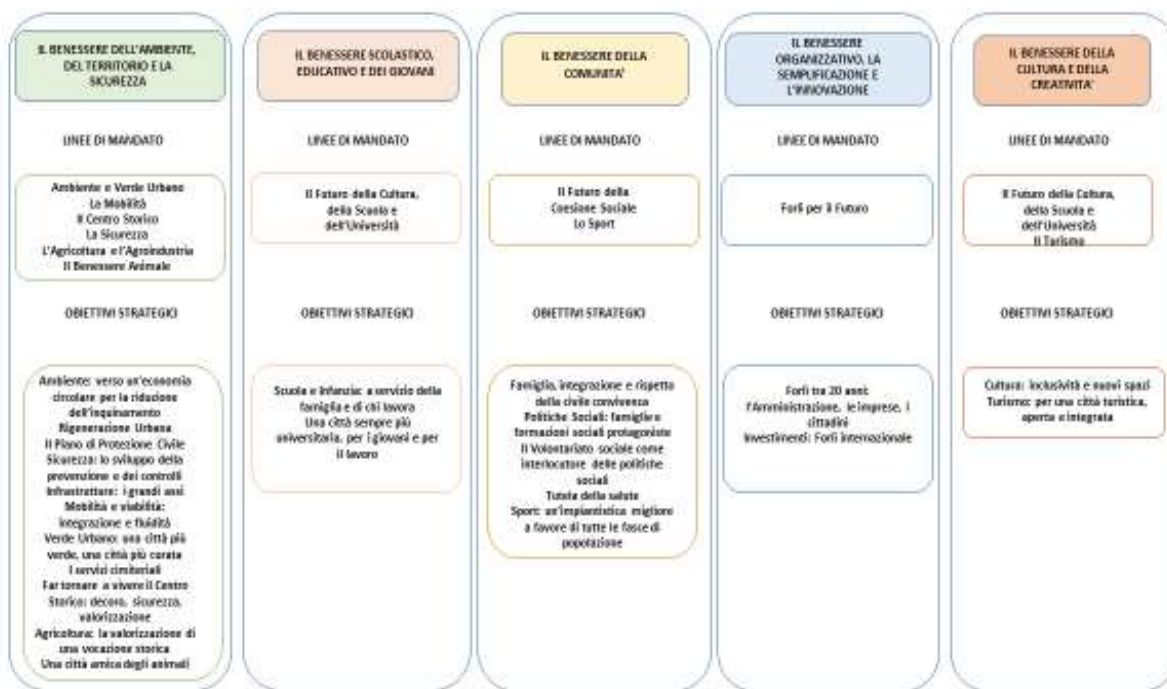 IL BENESSERE DELL'AMBIENTE,
DEL TERRITORIO E LA
SICUREZZA
LINEE DI MANDATO
Ambiente e Verde Urbano
La Mobilità
Il Centro Storico
La Sicurezza
L'Agricoltura e l'Agroindustria
Il Benessere Animale
OBIETTIVI STRATEGICI
Ambiente: verso un'economia
circolare per la riduzione
dell'inquinamento
Rigenerazione Urbana
Il Piano di Protezione Civile
Sicurezza: lo sviluppo della
prevenzione e dei controlli
Infrastrutture: i grandi assi
Mobilità e viabilità:
integrazione e fluidità
Verde Urbano: una città più
verde, una città più curata
I servizi cimiteriali
Far tornare a vivere il Centro
Storico: decoro, sicurezza,
valorizzazione
Agricoltura: la valorizzazione di
una vocazione storica
Una città amica degli animali
IL BENESSERE SCOLASTICO,
EDUCATIVO E DEI GIOVANI
LINEE DI MANDATO
Il Futuro della Cultura,
della Scuola e
dell'Università
OBIETTIVI STRATEGICI
Scuola e Infanzia: a servizio della
famiglia e di chi lavora
Una città sempre più
universitaria, per i giovani e per
il lavoro
IL BENESSERE DELLA
COMUNITA'
LINEE DI MANDATO
Il Futuro della
Coesione Sociale
Lo Sport
OBIETTIVI STRATEGICI
Famiglia, integrazione e rispetto
della civile convivenza
Politiche Sociali: famiglie e
formazioni sociali protagoniste
Il Volontariato sociale come
interlocutore delle politiche
sociali
Tutela della salute
Sport: un'impiantistica migliore
a favore di tutte le fasce di
popolazione
IL BENESSERE
ORGANIZZATIVO, LA
SEMPLIFICAZIONE E
L'INNOVAZIONE
LINEE DI MANDATO
Forlì per il Futuro
OBIETTIVI STRATEGICI
Forlì tra 20 anni:
l'Amministrazione, le imprese, i
cittadini
Investimenti: Forlì internazionale
IL BENESSERE DELLA
CULTURA E DELLA
CREATIVITA'
LINEE DI MANDATO
Il Futuro della Cultura,
della Scuola e
dell'Università
Il Turismo
OBIETTIVI STRATEGICI
Cultura: inclusività e nuovi spazi
Turismo: per una città turistica,
aperta e integrata